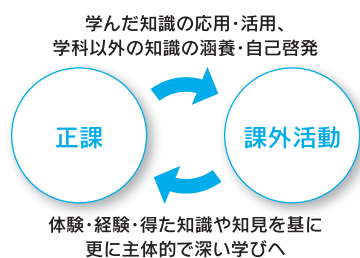 学んだ知識の応用・活用、
学科以外の知識の涵養・自己啓発
正課
課外活動
体験・経験・得た知識や知見を基に
更に主体的で深い学びへ